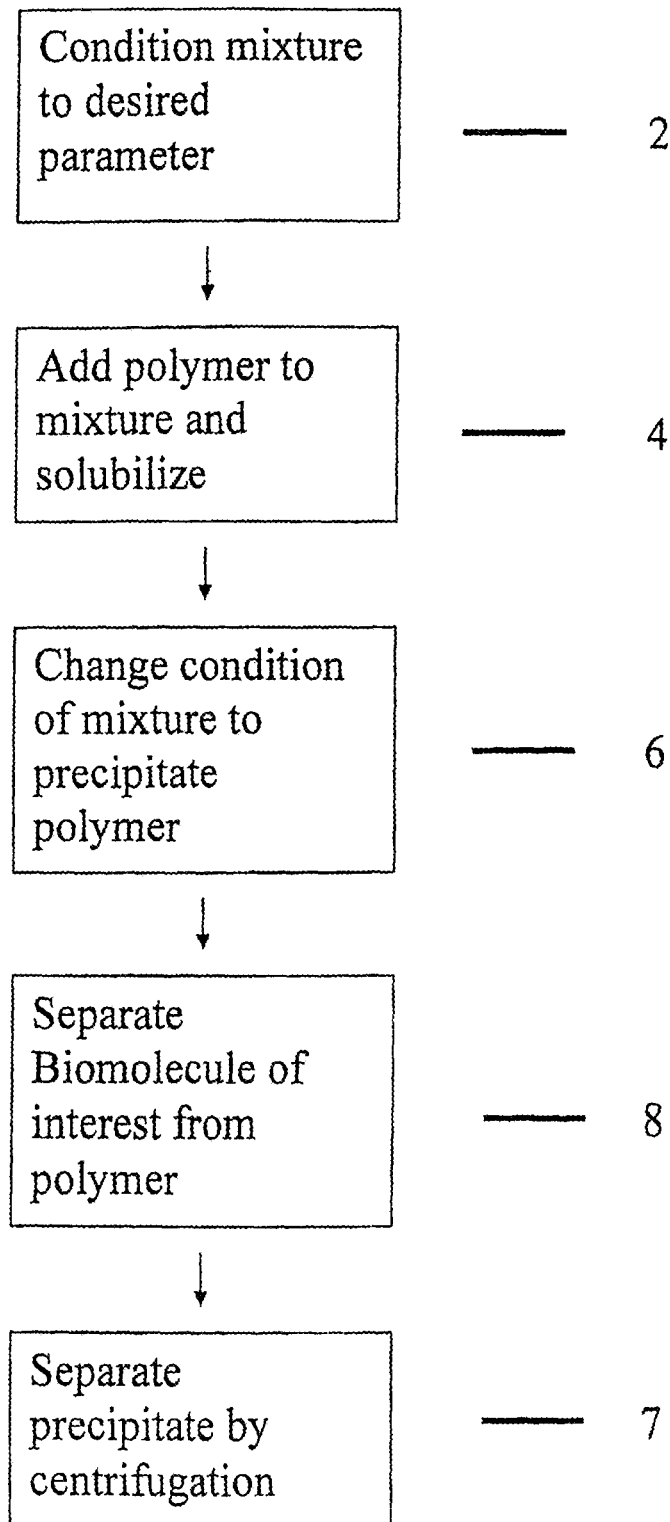 Condition mixture
to desired
parameter
2
Add polymer to
mixture and
solubilize
4
Change condition
of mixture to
precipitate
polymer
6
Separate
Biomolecule of
interest from
polymer
8
Separate
precipitate by
centrifugation
7